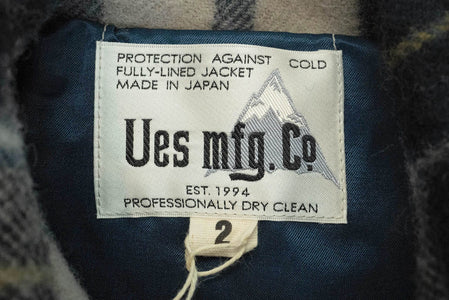 PROTECTION AGAINST COLD
FULLY-LINED JACKET
MADE IN JAPAN
Ues mfg. Co
EST. 1994
PROFESSIONALLY DRY CLEAN
2